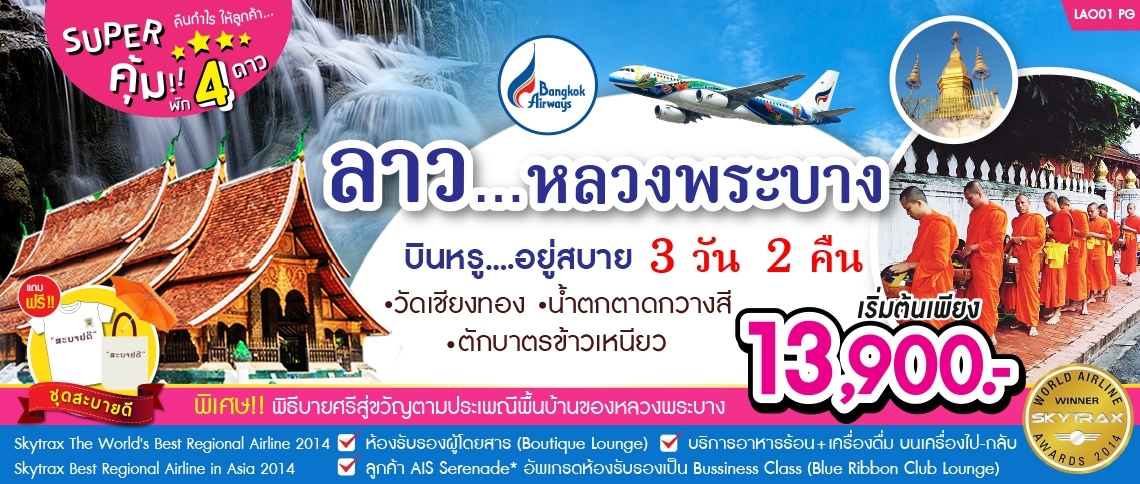 LAO01 PG
คืนกำไร ให้ลูกค้า...
SUPER
คุ้ม!!
พัก 4 ดาว
Bangkok
Airways
ลาว...หลวงพระบาง
บินหรู....อยู่สบาย 3 วัน 2 คืน
•วัดเชียงทอง •น้ำตกตาดกวางสี
•ตักบาตรข้าวเหนียว
เริ่มต้นเพียง
13,900.-
แถม
ฟรี!!
"สะบายดี"
"สะบายดี"
ชุดสะบายดี
พิเศษ!! พิธีบายศรีสู่ขวัญตามประเพณีพื้นบ้านของหลวงพระบาง
WORLD AIRLINE
WINNER
SKYTRAX
AWARDS 2014
Skytrax The World's Best Regional Airline 2014 ห้องรับรองผู้โดยสาร (Boutique Lounge) บริการอาหารร้อน+เครื่องดื่ม บนเครื่องไป-กลับ
Skytrax Best Regional Airline in Asia 2014 ลูกค้า AIS Serenade* อัพเกรดห้องรับรองเป็น Bussiness Class (Blue Ribbon Club Lounge)